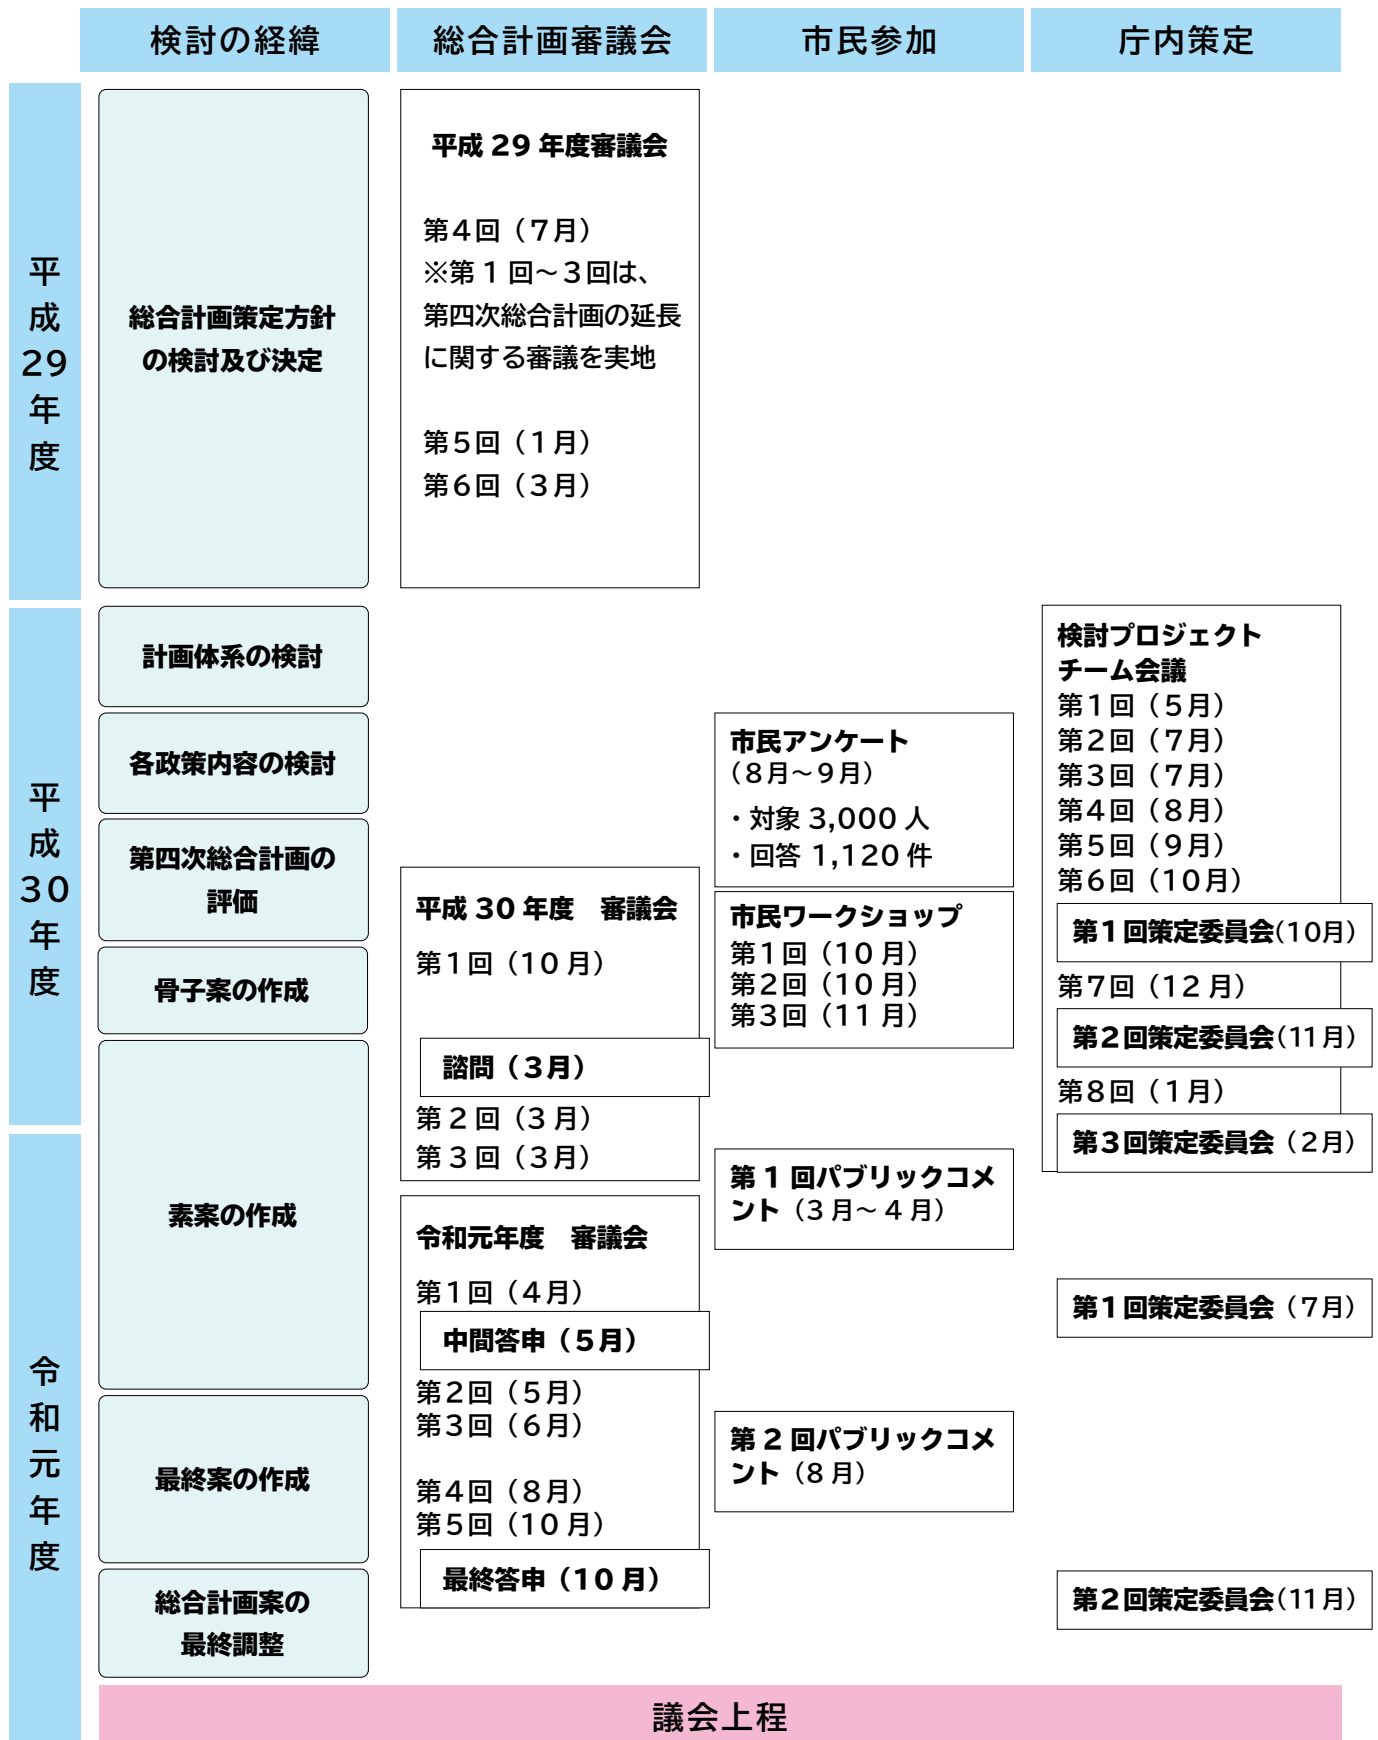 検討の経緯
総合計画審議会
市民参加
庁内策定
平成29年度
総合計画策定方針
の検討及び決定
平成 29 年度審議会
第4回（7月）
※第 1 回～3回は、
第四次総合計画の延長
に関する審議を実地
第5回（1月）
第6回（3月）
平成30年度
計画体系の検討
各政策内容の検討
第四次総合計画の
評価
骨子案の作成
素案の作成
平成 30 年度　審議会
第1回（10 月）
諮問（3月）
第 2 回（3 月）
第 3 回（3月）
市民アンケート
（8月～9月）
・対象 3,000 人
・回答 1,120 件
市民ワークショップ
第1回（10 月）
第2回（10 月）
第3回（11 月）
第 1 回パブリックコメ
ント（3 月～ 4 月）
検討プロジェクト
チーム会議
第1回（5月）
第2回（7月）
第3回（7月）
第4回（8月）
第5回（9月）
第6回（10月）
第1回策定委員会（10月）
第7回（12 月）
第2回策定委員会（11月）
第8回（1月）
第3回策定委員会（2月）
令和元年度
最終案の作成
総合計画案の
最終調整
令和元年度　審議会
第1回（4月）
中間答申（5月）
第2回（5月）
第3回（6月）
第4回（8月）
第5回（10 月）
最終答申（10 月）
第 2 回パブリックコメ
ント（8 月）
第1回策定委員会（7月）
第2回策定委員会（11月）
議会上程